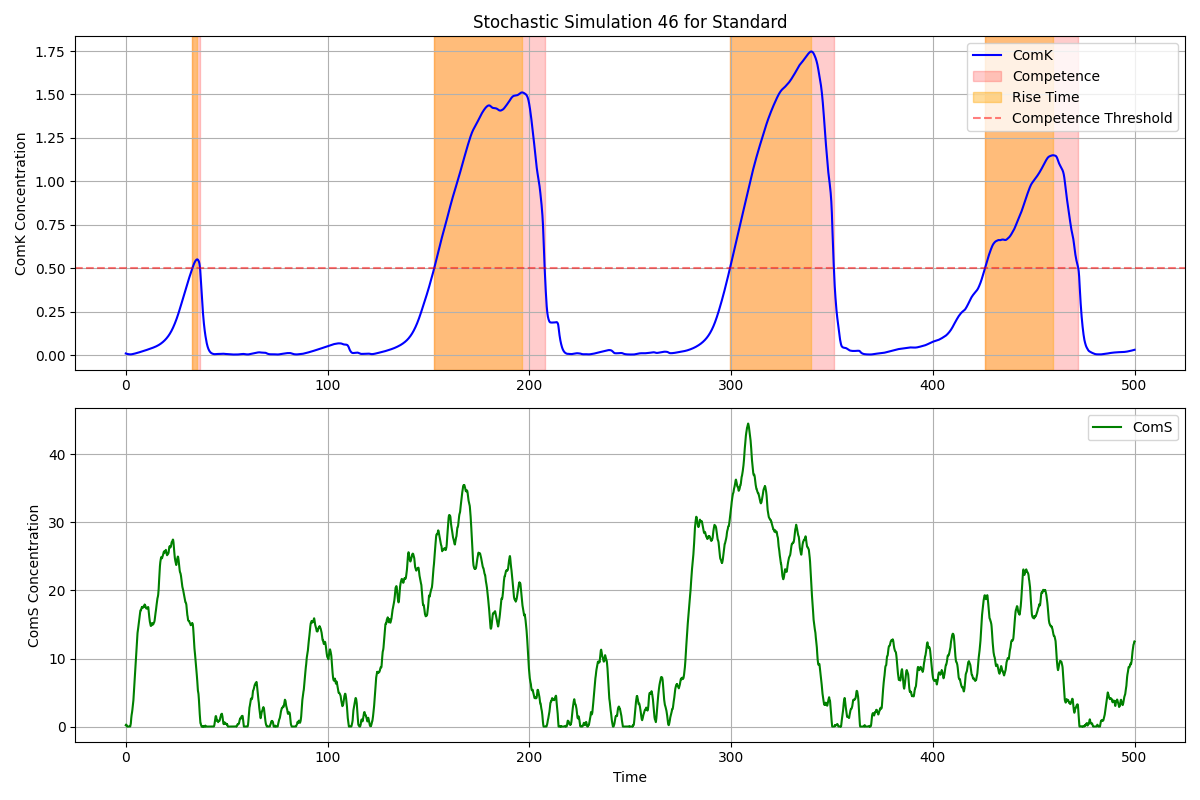 Stochastic Simulation 46 for Standard
ComK Concentration
1.75
1.50
1.25
1.00
0.75
0.50
0.25
0.00
ComK
Competence
Rise Time
Competence Threshold
0 100 200 300 400 500
ComS Concentration
40
30
20
10
0
ComS
0 100 200 300 400 500
Time